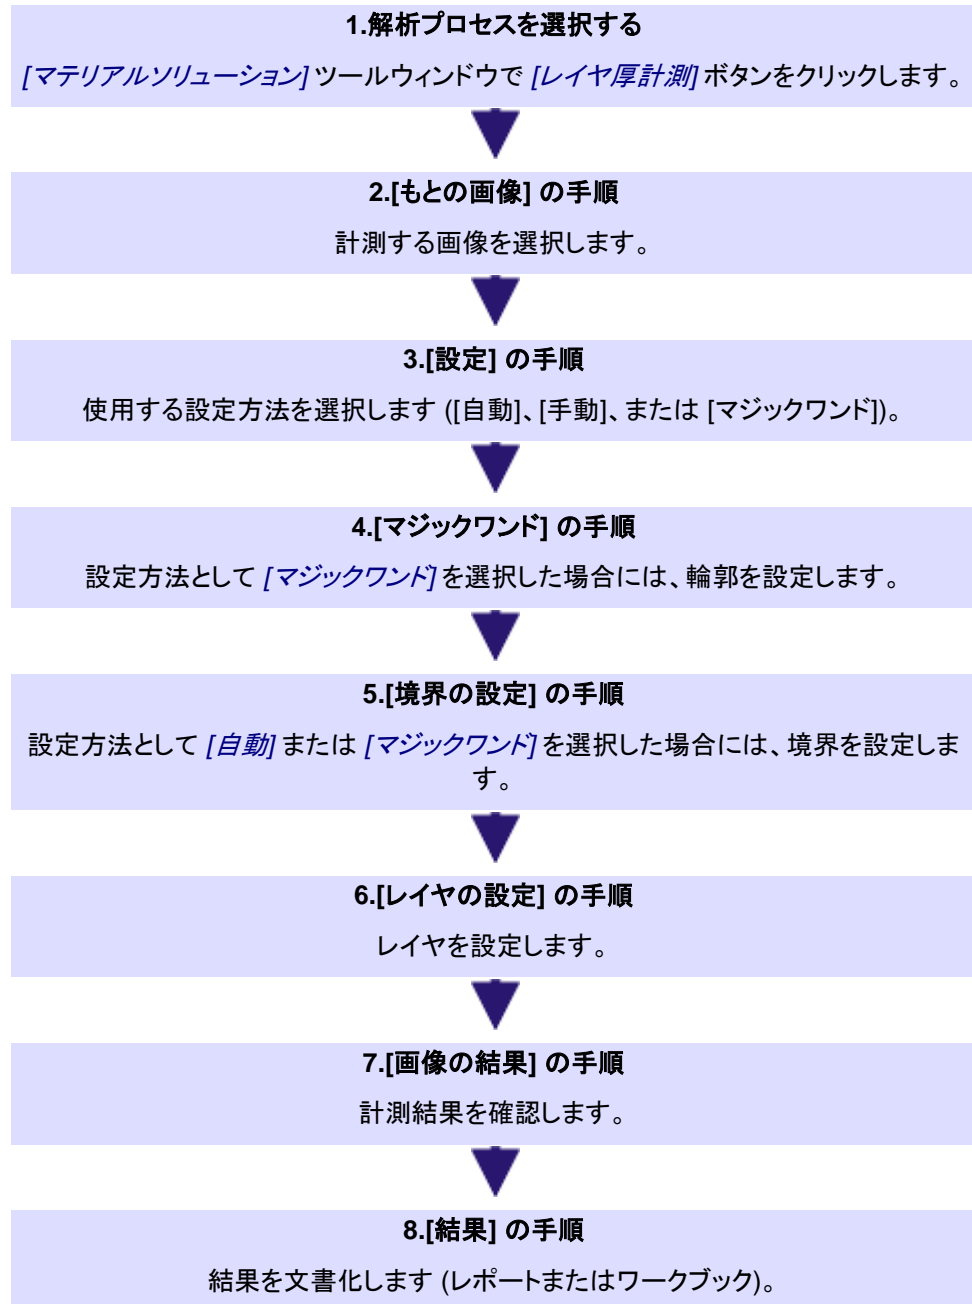 1.解析プロセスを選択する
[マテリアルソリューション] ツールウィンドウで [レイヤ厚計測] ボタンをクリックします。
2.[もとの画像] の手順
計測する画像を選択します。
3.[設定] の手順
使用する設定方法を選択します ([自動]、[手動]、または [マジックワンド])。
4.[マジックワンド] の手順
設定方法として [マジックワンド] を選択した場合には、輪郭を設定します。
5.[境界の設定] の手順
設定方法として [自動] または [マジックワンド] を選択した場合には、境界を設定しま
す。
6.[レイヤの設定] の手順
レイヤを設定します。
7.[画像の結果] の手順
計測結果を確認します。
8.[結果] の手順
結果を文書化します (レポートまたはワークブック)。